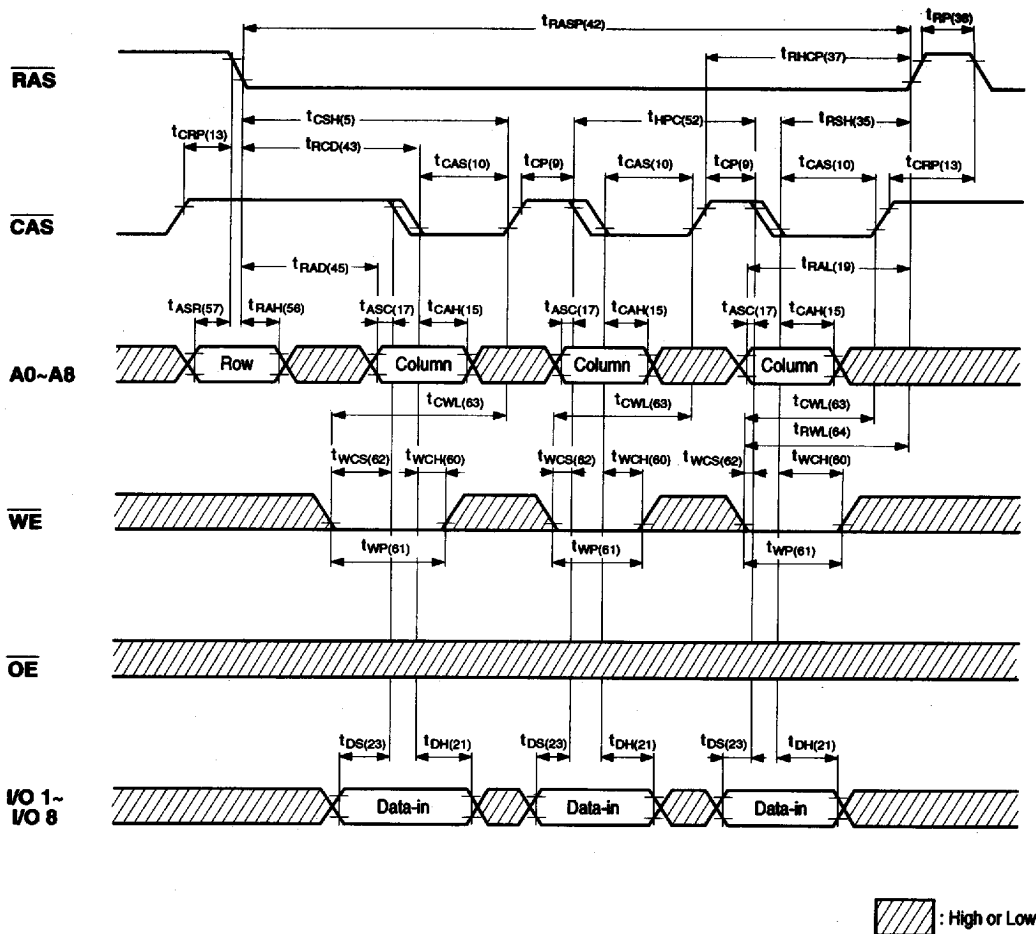 tRASP(42)
tRP(36)
tRHCP(37)
RAS
tCSH(5)
tHPC(52)
tRSH(35)
tCRP(13)
tRCD(43)
tCAS(10)
tCP(9)
tCAS(10)
tCP(9)
tCAS(10)
tCRP(13)
CAS
tRAD(45)
tRAL(19)
tASR(57)
tRAH(56)
tASC(17)
tCAH(15)
tASC(17)
tCAH(15)
tASC(17)
tCAH(15)
A0~A8
Row
Column
Column
Column
tCWL(63)
tCWL(63)
tCWL(63)
tRWL(64)
tWCS(62)
tWCH(60)
tWCS(62)
tWCH(60)
tWCS(62)
tWCH(60)
WE
tWP(61)
tWP(61)
tWP(61)
OE
tDS(23)
tDH(21)
tDS(23)
tDH(21)
tDS(23)
tDH(21)
I/O 1~
I/O 8
Data-in
Data-in
Data-in
: High or Low